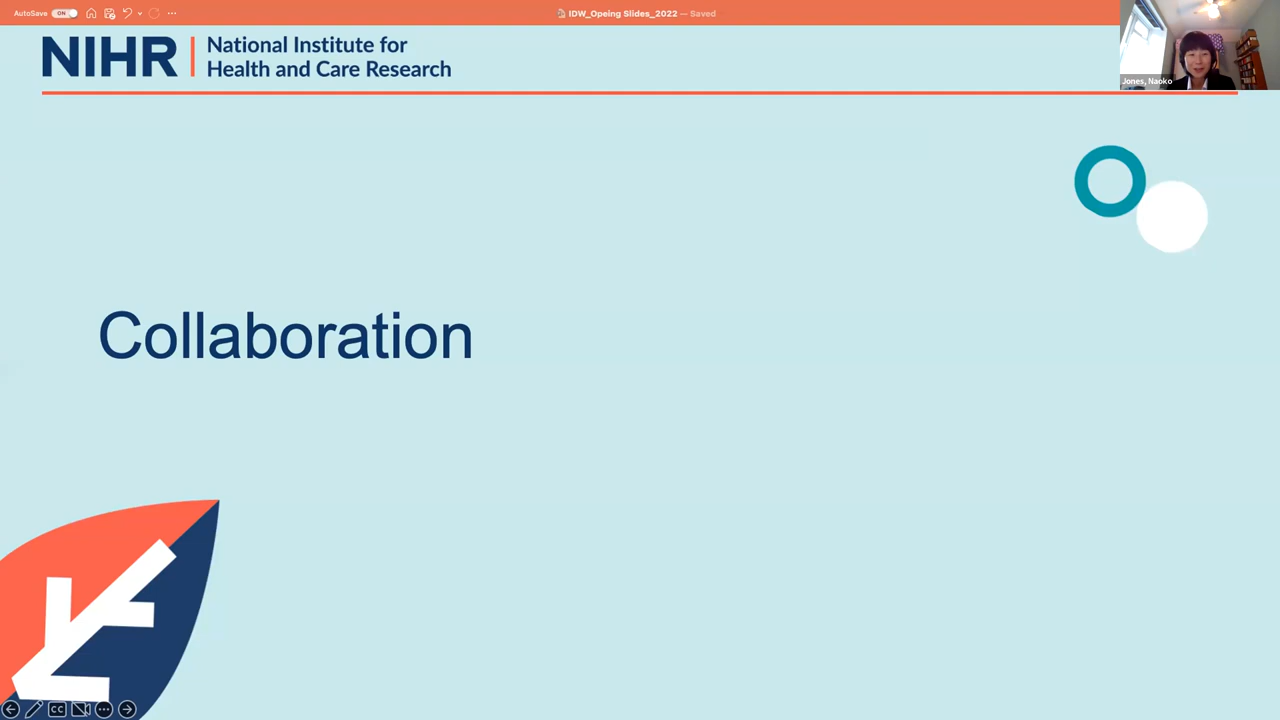 AutoSave ON IDW_Opeing Slides_2022 — Saved
NIHR National Institute for
Health and Care Research
Jones, Naoko
Collaboration
CC